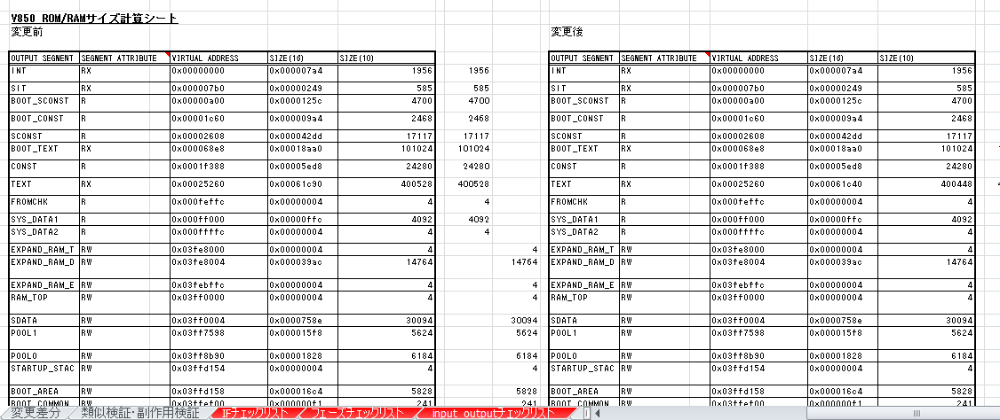 V850 ROM/RAMサイズ計算シート
変更前 変更後
OUTPUT SEGMENT SEGMENT ATTRIBUTE VIRTUAL ADDRESS SIZE(16) SIZE(10) OUTPUT SEGMENT SEGMENT ATTRIBUTE VIRTUAL ADDRESS SIZE(16) SIZE(10)
INT RX 0x00000000 0x000007a4 1956 1956 INT RX 0x00000000 0x000007a4 1956
SIT RX 0x000007b0 0x00000249 585 585 SIT RX 0x000007b0 0x00000249 585
BOOT_SCONST R 0x00000a00 0x0000125c 4700 4700 BOOT_SCONST R 0x00000a00 0x0000125c 4700
BOOT_CONST R 0x00001c60 0x000009a4 2468 2468 BOOT_CONST R 0x00001c60 0x000009a4 2468
SCONST R 0x00002608 0x000042dd 17117 17117 SCONST R 0x00002608 0x000042dd 17117
BOOT_TEXT RX 0x000068e8 0x00018aa0 101024 101024 BOOT_TEXT RX 0x000068e8 0x00018aa0 101024
CONST R 0x0001f388 0x00005ed8 24280 24280 CONST R 0x0001f388 0x00005ed8 24280
TEXT RX 0x00025260 0x00061c90 400528 400528 TEXT RX 0x00025260 0x00061c40 400448
FROMCHK R 0x000feffc 0x00000004 4 4 FROMCHK R 0x000feffc 0x00000004 4
SYS_DATA1 R 0x000ff000 0x00000ffc 4092 4092 SYS_DATA1 R 0x000ff000 0x00000ffc 4092
SYS_DATA2 R 0x000ffffc 0x00000004 4 4 SYS_DATA2 R 0x000ffffc 0x00000004 4
EXPAND_RAM_T RW 0x03fe8000 0x00000004 4 4 EXPAND_RAM_T RW 0x03fe8000 0x00000004 4
EXPAND_RAM_D RW 0x03fe8004 0x000039ac 14764 14764 EXPAND_RAM_D RW 0x03fe8004 0x000039ac 14764
EXPAND_RAM_E RW 0x03febffc 0x00000004 4 4 EXPAND_RAM_E RW 0x03febffc 0x00000004 4
RAM_TOP RW 0x03ff0000 0x00000004 4 4 RAM_TOP RW 0x03ff0000 0x00000004 4
SDATA RW 0x03ff0004 0x0000758e 30094 30094 SDATA RW 0x03ff0004 0x0000758e 30094
POOL1 RW 0x03ff7598 0x000015f8 5624 5624 POOL1 RW 0x03ff7598 0x000015f8 5624
POOL0 RW 0x03ff8b90 0x00001828 6184 6184 POOL0 RW 0x03ff8b90 0x00001828 6184
STARTUP_STAC RW 0x03ffd154 0x00000004 4 4 STARTUP_STAC RW 0x03ffd154 0x00000004 4
BOOT_AREA RW 0x03ffd158 0x000016c4 5828 5828 BOOT_AREA RW 0x03ffd158 0x000016c4 5828
BOOT_COMMON RW 0x03ffef00 0x000000f1 241 241 BOOT_COMMON RW 0x03ffef00 0x000000f1 241
変更差分 類似検証・副作用検証 IFチェックリスト フェーズチェックリスト input outputチェックリスト